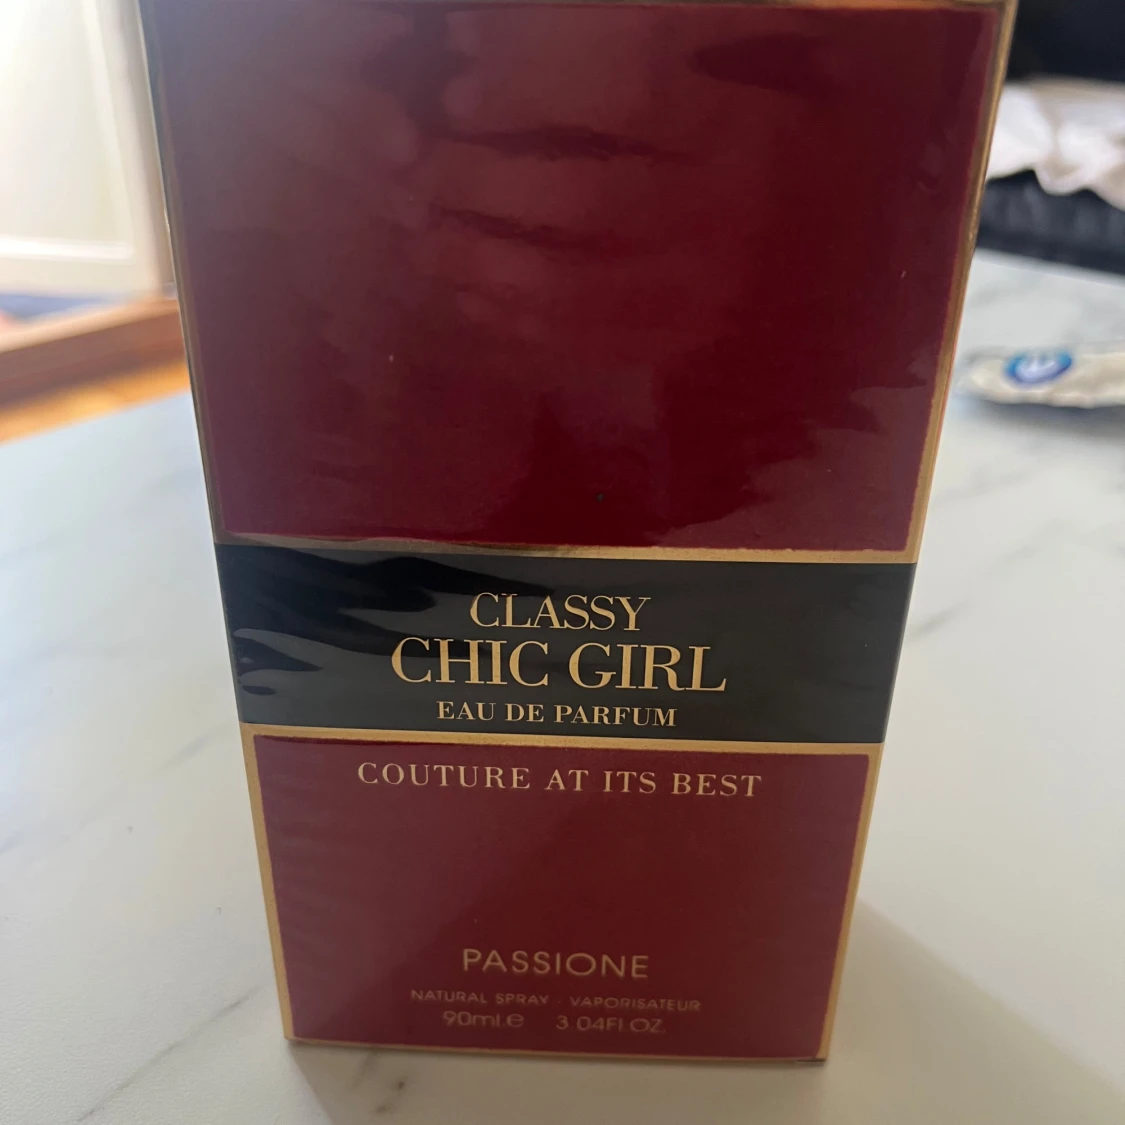 CLASSY
CHIC GIRL
EAU DE PARFUM
COUTURE AT ITS BEST
PASSIONE
NATURAL SPRAY - VAPORISATEUR
90ml.e 3.04Fl.OZ.